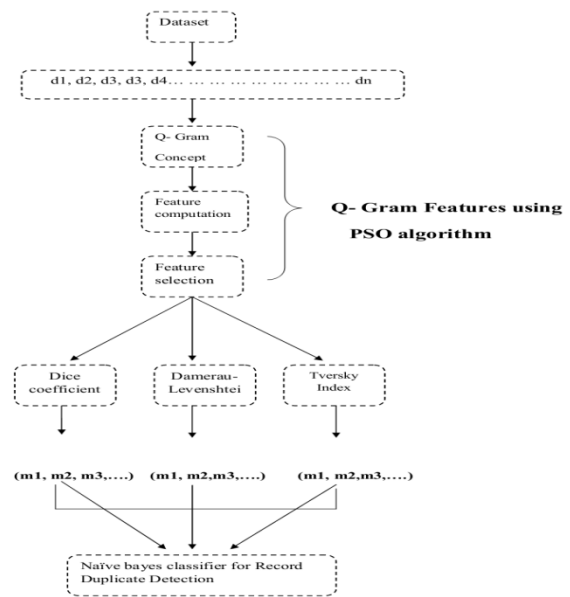 Dataset
d1, d2, d3, d3, d4… … … … … … … … … … dn
Q- Gram
Concept
Feature
computation
Q- Gram Features using
PSO algorithm
Feature
selection
Dice
coefficient
Damerau-
Levenshtei
Tversky
Index
(m1, m2, m3,….) (m1, m2,m3,….) (m1, m2,m3,….)
Naïve bayes classifier for Record
Duplicate Detection